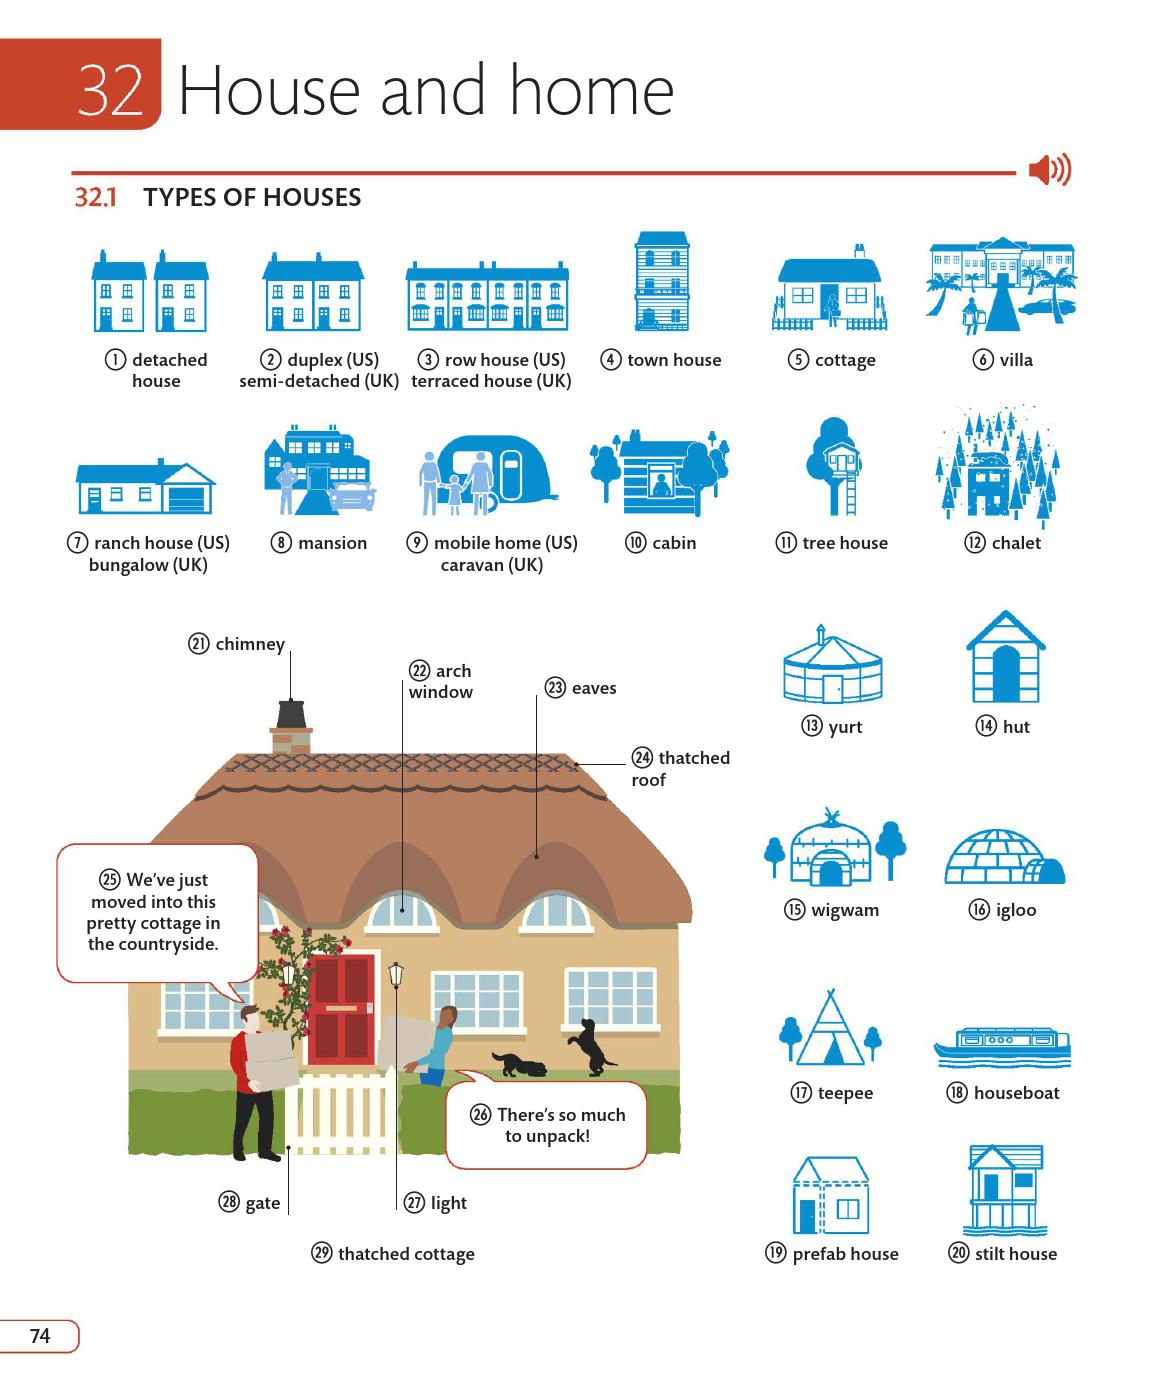 32 House and home
32.1 TYPES OF HOUSES
① detached
house
② duplex (US)
semi-detached (UK)
③ row house (US)
terraced house (UK)
④ town house
⑤ cottage
⑥ villa
⑦ ranch house (US)
bungalow (UK)
⑧ mansion
⑨ mobile home (US)
caravan (UK)
⑩ cabin
⑪ tree house
⑫ chalet
⑬ yurt
⑭ hut
⑮ wigwam
⑯ igloo
⑰ teepee
⑱ houseboat
⑲ prefab house
⑳ stilt house
㉑ chimney
㉒ arch
window
㉓ eaves
㉔ thatched
roof
㉕ We’ve just
moved into this
pretty cottage in
the countryside.
㉖ There’s so much
to unpack!
㉘ gate
㉗ light
㉙ thatched cottage
74